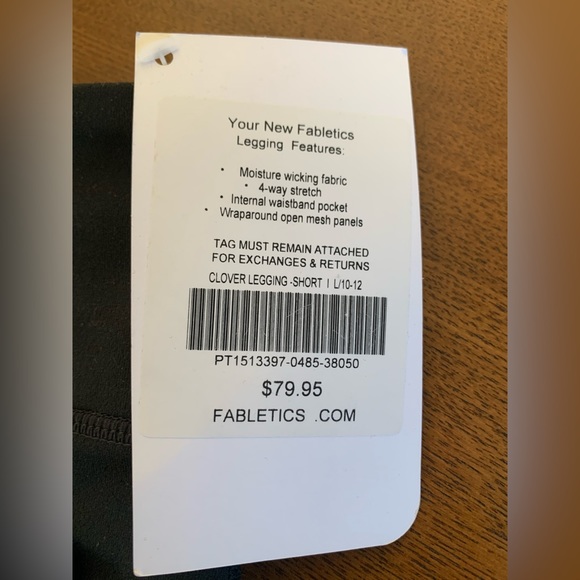 Your New Fabletics
Legging Features:
• Moisture wicking fabric
• 4-way stretch
• Internal waistband pocket
• Wraparound open mesh panels
TAG MUST REMAIN ATTACHED
FOR EXCHANGES & RETURNS
CLOVER LEGGING -SHORT I L/10-12
PT1513397-0485-38050
$79.95
FABLETICS .COM